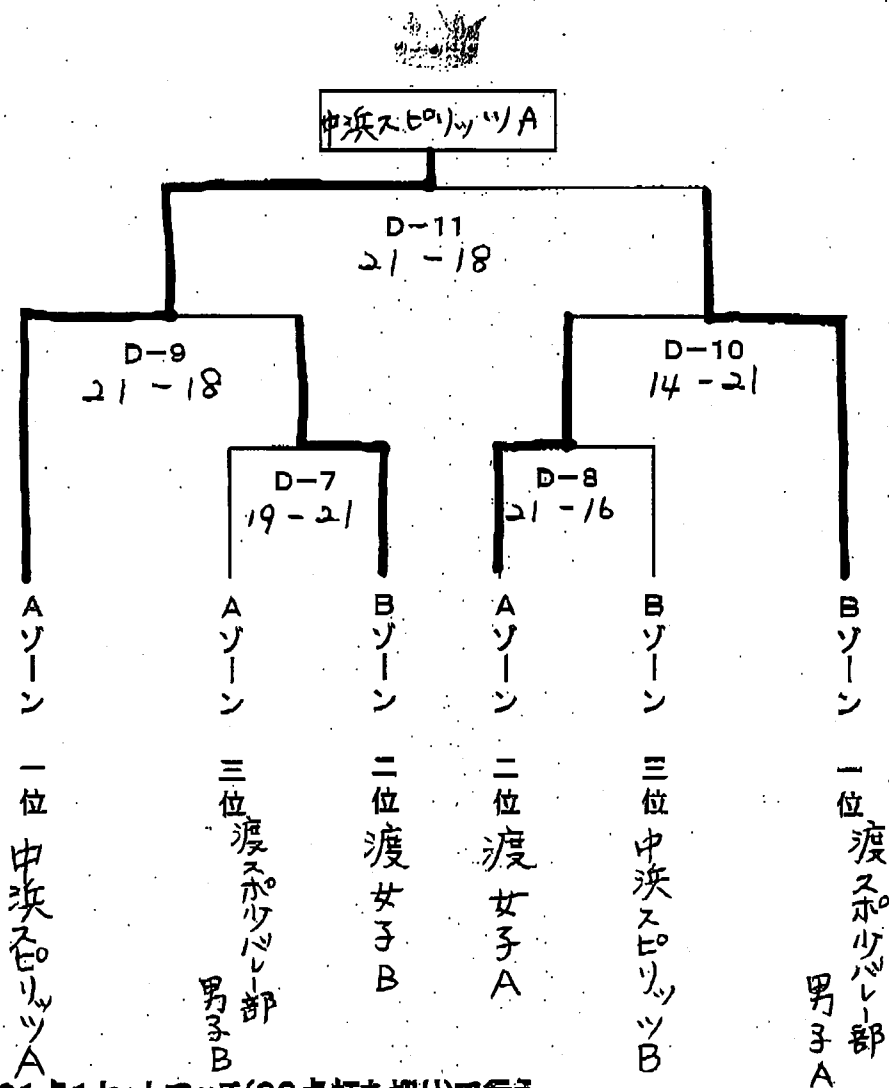 中浜スピリッツA
D-11
21-18
D-9
21-18
D-10
14-21
D-7
19-21
D-8
21-16
Aゾーン 一位 中浜スピリッツA
Aゾーン 三位 渡スポ少バレー部 男子B
Bゾーン 二位 渡女子B
Aゾーン 二位 渡女子A
Bゾーン 三位 中浜スピリッツB
Bゾーン 一位 渡スポ少バレー部 男子A